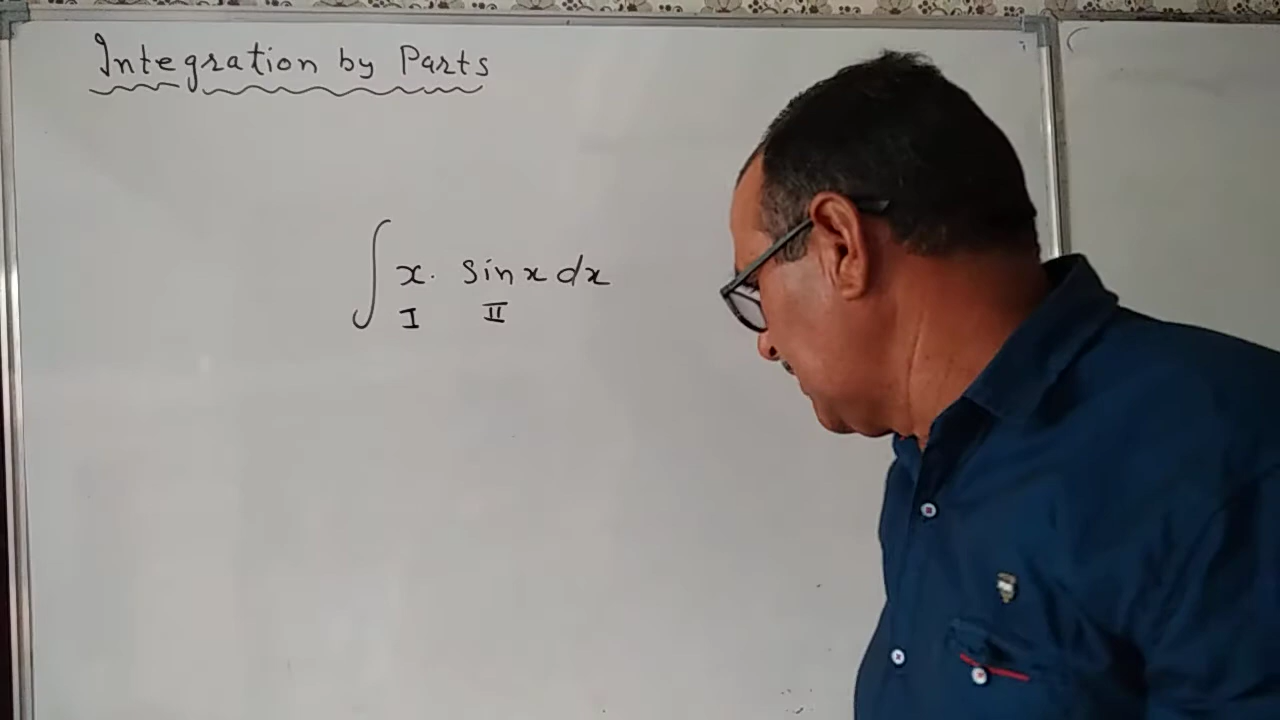 Integration by Parts
∫ x. sin x dx
I II